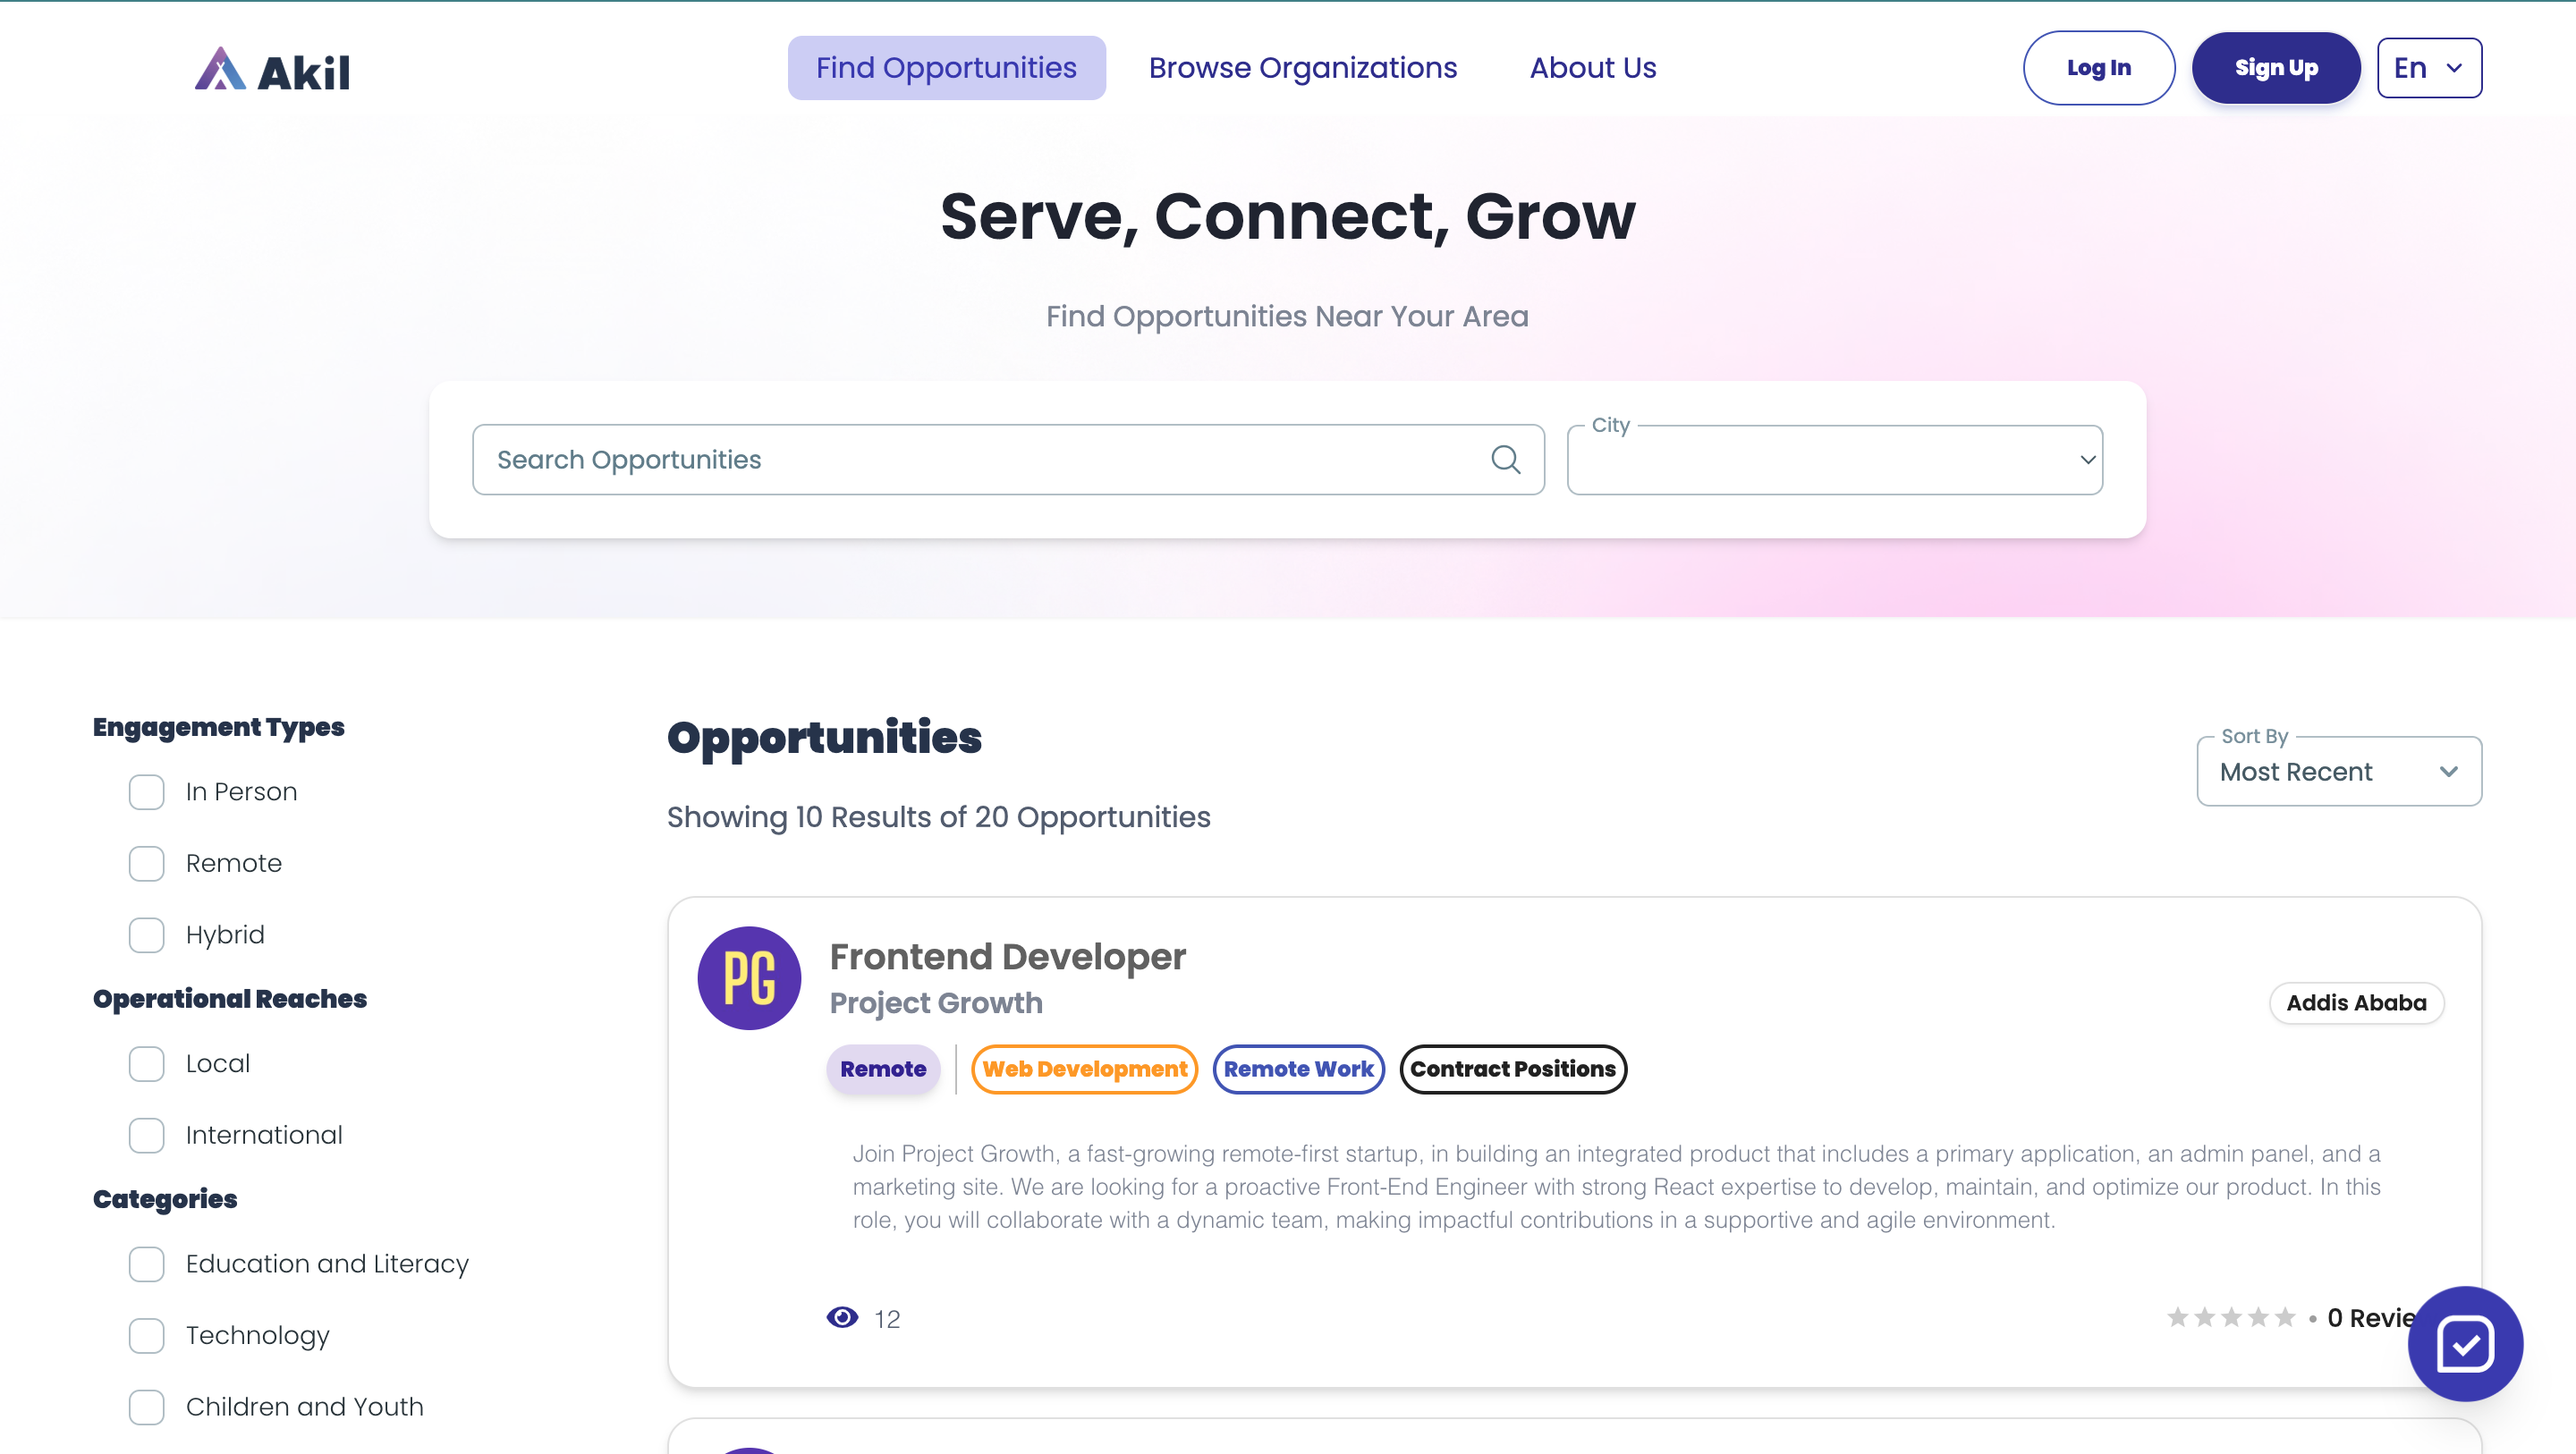 Akil
Find Opportunities
Browse Organizations
About Us
Log In
Sign Up
En
Serve, Connect, Grow
Find Opportunities Near Your Area
Search Opportunities
City
Engagement Types
In Person
Remote
Hybrid
Operational Reaches
Local
International
Categories
Education and Literacy
Technology
Children and Youth
Opportunities
Showing 10 Results of 20 Opportunities
Sort By
Most Recent
PG
Frontend Developer
Project Growth
Addis Ababa
Remote
Web Development
Remote Work
Contract Positions
Join Project Growth, a fast-growing remote-first startup, in building an integrated product that includes a primary application, an admin panel, and a
marketing site. We are looking for a proactive Front-End Engineer with strong React expertise to develop, maintain, and optimize our product. In this
role, you will collaborate with a dynamic team, making impactful contributions in a supportive and agile environment.
12
0